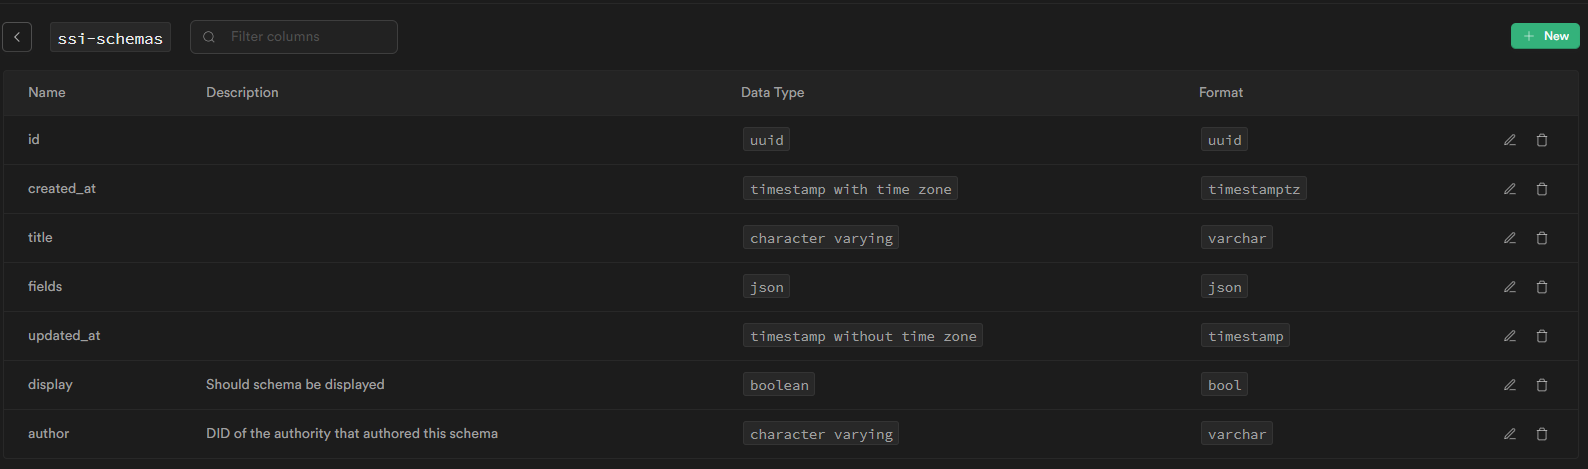 ssi-schemas Filter columns New
Name Description Data Type Format
id uuid uuid
created_at timestamp with time zone timestamptz
title character varying varchar
fields json json
updated_at timestamp without time zone timestamp
display Should schema be displayed boolean bool
author DID of the authority that authored this schema character varying varchar